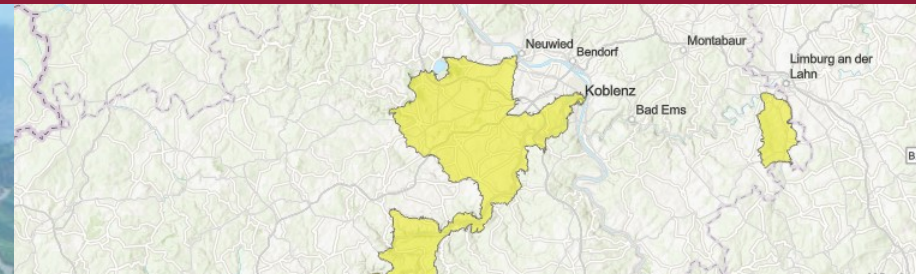 Neuwied
Bendorf
Montabaur
Limburg an der
Lahn
Koblenz
Bad Ems
B